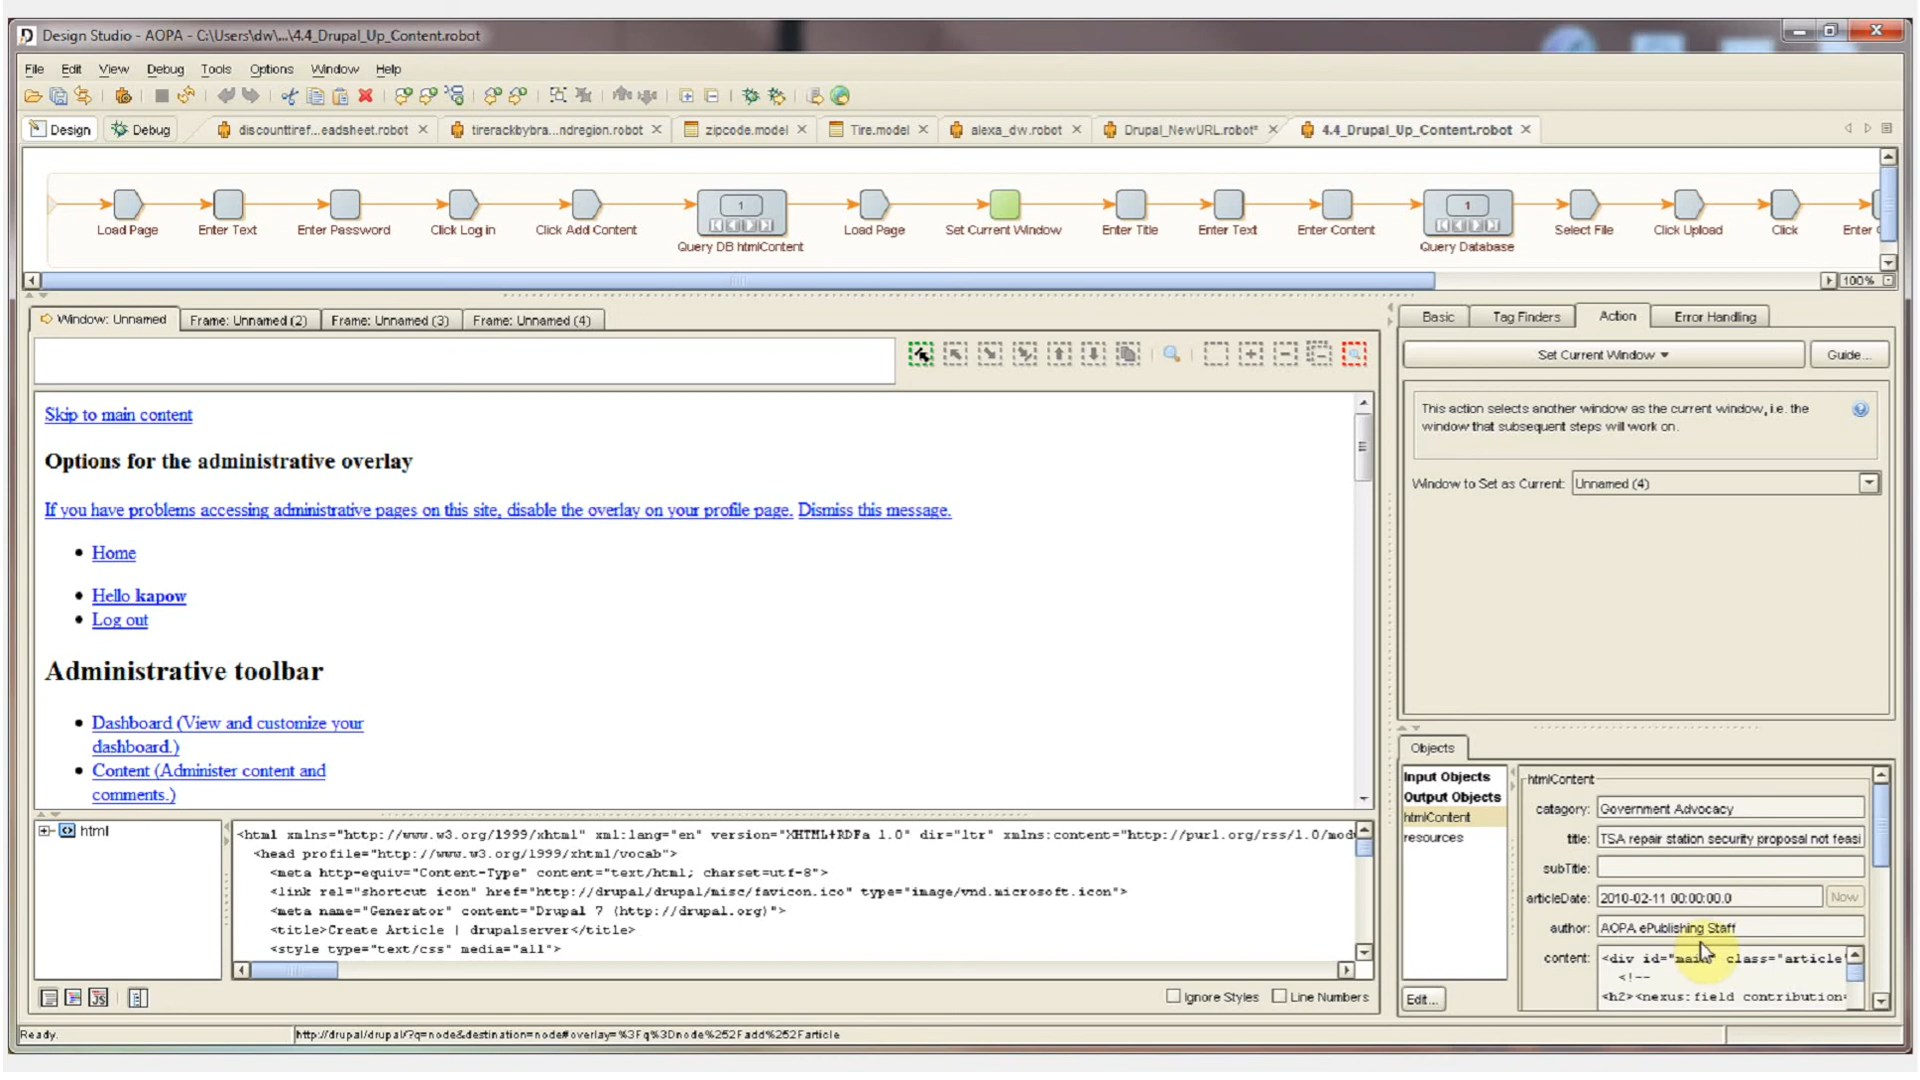 Design Studio - AOPA - C:\Users\dw\...\4.4_Drupal_Up_Content.robot
File Edit View Debug Tools Options Window Help
Design Debug discounttiref...eadsheet.robot tirerackbybra...ndregion.robot zipcode.model Tire.model alexa_dw.robot Drupal_NewURL.robot* 4.4_Drupal_Up_Content.robot
1 1
Load Page Enter Text Enter Password Click Log in Click Add Content Query DB htmlContent Load Page Set Current Window Enter Title Enter Text Enter Content Query Database Select File Click Upload Click Enter
100%
Window: Unnamed Frame: Unnamed (2) Frame: Unnamed (3) Frame: Unnamed (4)
Skip to main content
Options for the administrative overlay
If you have problems accessing administrative pages on this site, disable the overlay on your profile page. Dismiss this message.
Home
Hello kapow
Log out
Administrative toolbar
Dashboard (View and customize your
dashboard.)
Content (Administer content and
comments.)
html
<html xmlns="http://www.w3.org/1999/xhtml" xml:lang="en" version="XHTML+RDFa 1.0" dir="ltr" xmlns:content="http://purl.org/rss/1.0/modu
<head profile="http://www.w3.org/1999/xhtml/vocab">
<meta http-equiv="Content-Type" content="text/html; charset=utf-8">
<link rel="shortcut icon" href="http://drupal/drupal/misc/favicon.ico" type="image/vnd.microsoft.icon">
<meta name="Generator" content="Drupal 7 (http://drupal.org)">
<title>Create Article | drupalserver</title>
<style type="text/css" media="all">
JS
Ignore Styles Line Numbers
Basic Tag Finders Action Error Handling
Set Current Window Guide...
This action selects another window as the current window, i.e. the
window that subsequent steps will work on.
Window to Set as Current: Unnamed (4)
Objects
Input Objects
Output Objects
htmlContent
resources
Edit...
htmlContent
catagory: Government Advocacy
title: TSA repair station security proposal not feasi
subTitle:
articleDate: 2010-02-11 00:00:00.0 Now
author: AOPA ePublishing Staff
content: <div id="main" class="article"
<!--
<h2><nexus:field contribution=
Ready. http://drupal/drupal/?q=node&destination=node#overlay=%3Fq%3Dnode%252Fadd%252Farticle